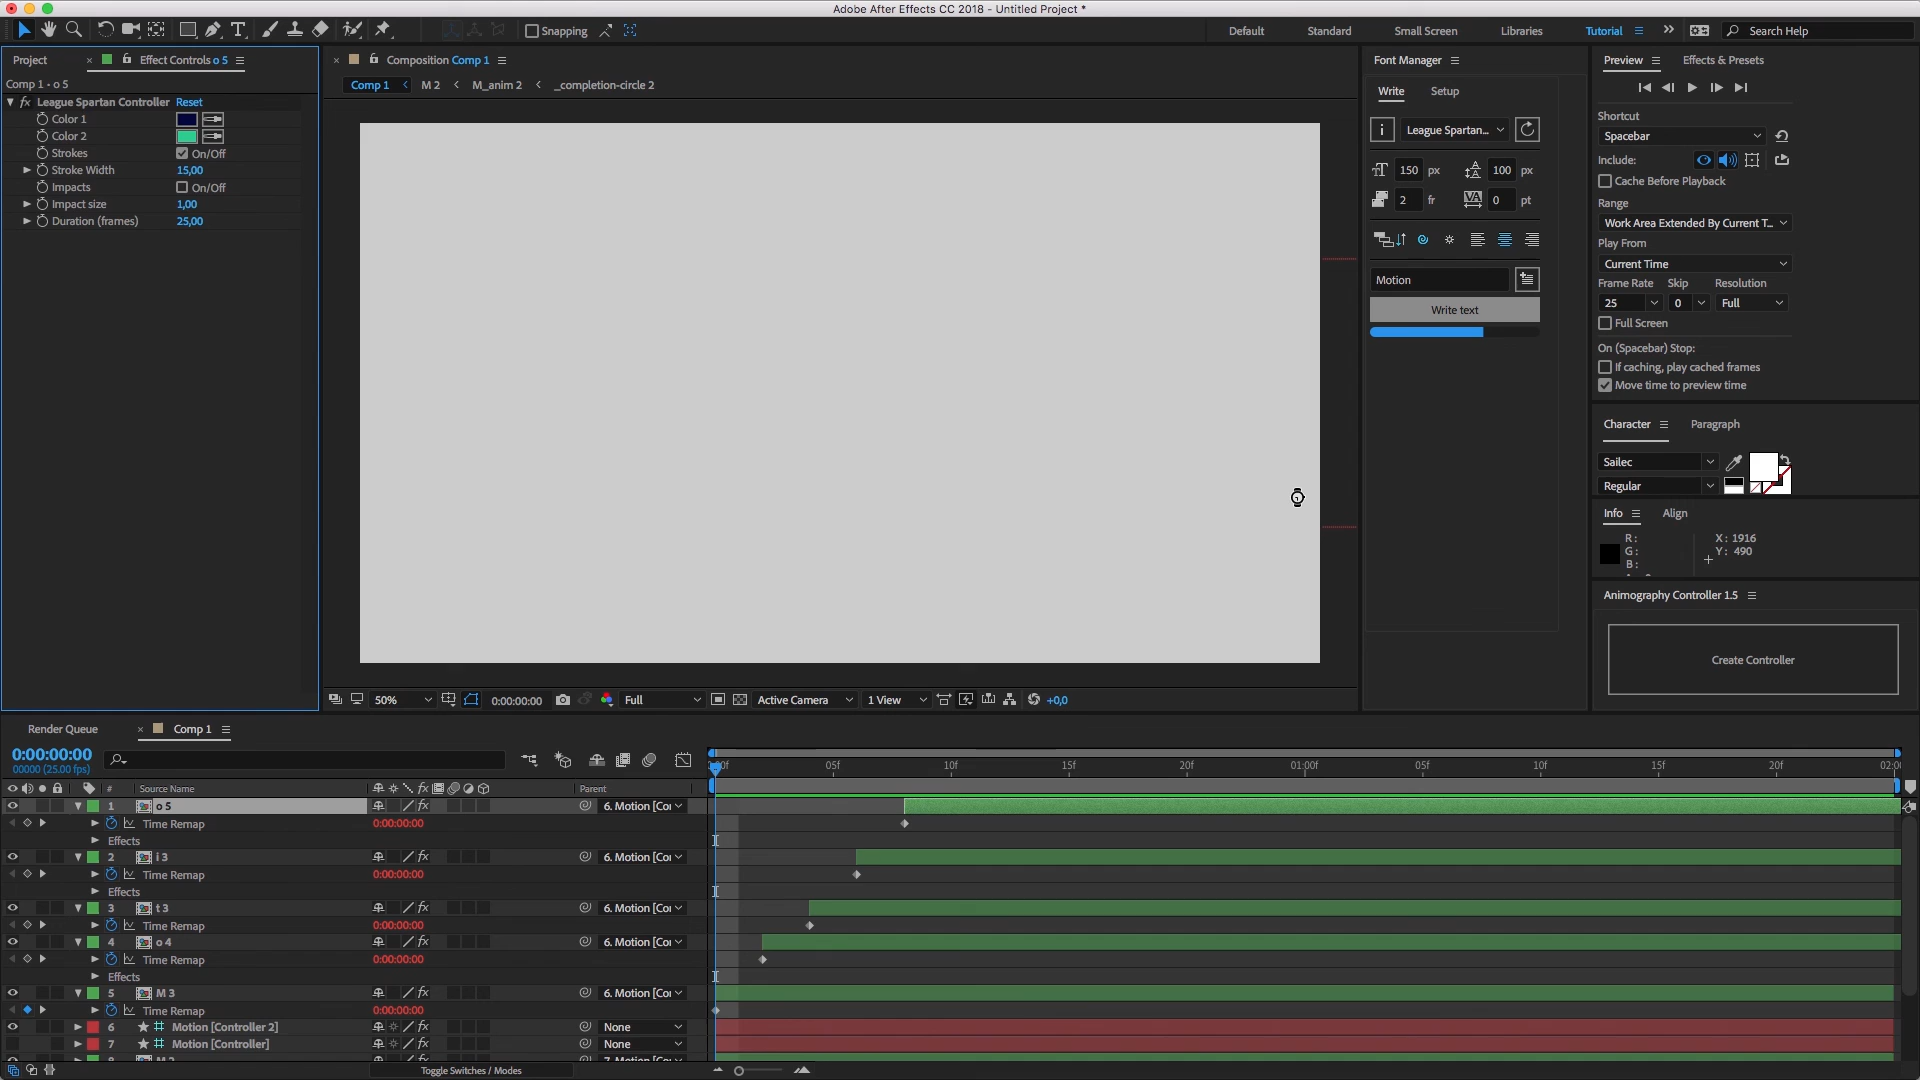 Adobe After Effects CC 2018 - Untitled Project *
Snapping
Default
Standard
Small Screen
Libraries
Tutorial
Search Help
Project
Effect Controls o 5
Comp 1 • o 5
fx League Spartan Controller Reset
Color 1
Color 2
Strokes On/Off
Stroke Width 15,00
Impacts On/Off
Impact size 1,00
Duration (frames) 25,00
Composition Comp 1
Comp 1 M 2 M_anim 2 _completion-circle 2
50% 0:00:00:00 Full Active Camera 1 View +0,0
Font Manager
Write Setup
League Spartan...
150 px 100 px
2 fr 0 pt
Motion
Write text
Preview Effects & Presets
Shortcut
Spacebar
Include:
Cache Before Playback
Range
Work Area Extended By Current T...
Play From
Current Time
Frame Rate Skip Resolution
25 0 Full
Full Screen
On (Spacebar) Stop:
If caching, play cached frames
Move time to preview time
Character Paragraph
Sailec
Regular
Info Align
R: X: 1916
G: Y: 490
B:
Animography Controller 1.5
Create Controller
Render Queue Comp 1
0:00:00:00
00000 (25.00 fps)
05f 10f 15f 20f 01:00f 05f 10f 15f 20f
# Source Name Parent
1 o 5 6. Motion [Co
Time Remap 0:00:00:00
Effects
2 i 3 6. Motion [Co
Time Remap 0:00:00:00
Effects
3 t 3 6. Motion [Co
Time Remap 0:00:00:00
4 o 4 6. Motion [Co
Time Remap 0:00:00:00
Effects
5 M 3 6. Motion [Co
Time Remap 0:00:00:00
6 Motion [Controller 2] None
7 Motion [Controller] None
Toggle Switches / Modes